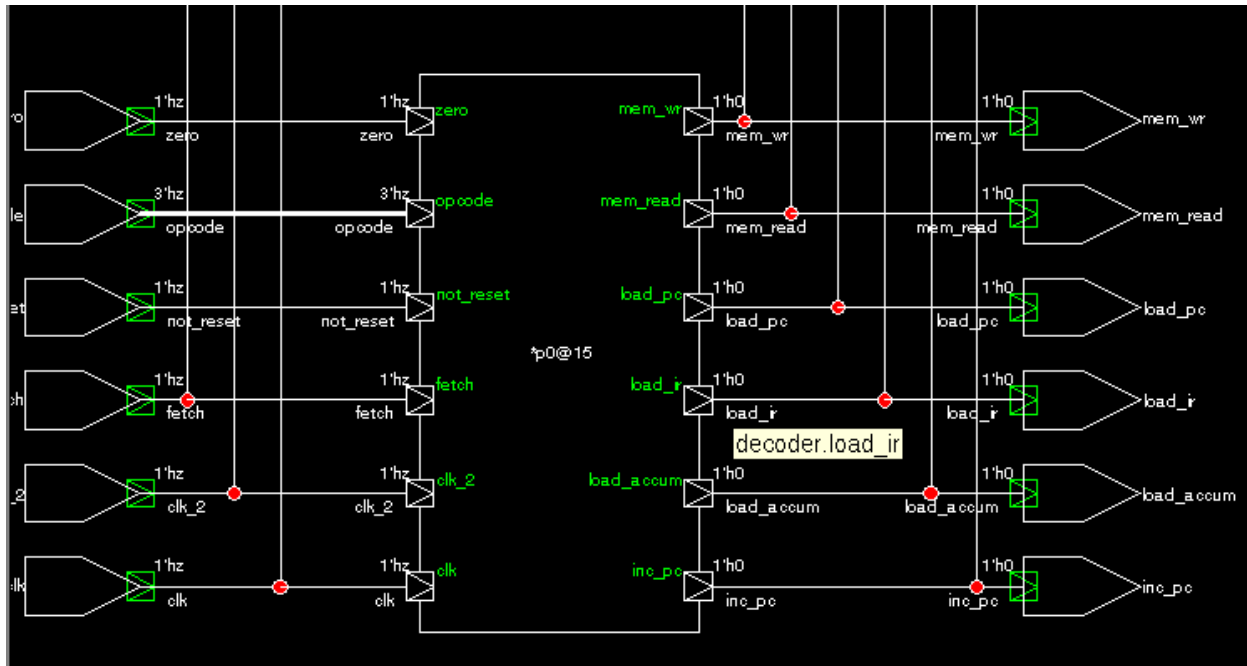 1'hz 1'hz zero mem_wr 1'h0 1'h0
ro zero zero mem_wr mem_wr mem_wr
3'hz 3'hz opcode mem_read 1'h0 1'h0
de opcode opcode mem_read mem_read mem_read
1'hz 1'hz not_reset load_pc 1'h0 1'h0
et not_reset not_reset load_pc load_pc load_pc
*p0@15
1'hz 1'hz fetch load_ir 1'h0 1'h0
ch fetch fetch load_ir load_ir load_ir
decoder.load_ir
1'hz 1'hz clk_2 load_accum 1'h0 1'h0
_2 clk_2 clk_2 load_accum load_accum load_accum
1'hz 1'hz clk inc_pc 1'h0 1'h0
clk clk clk inc_pc inc_pc inc_pc